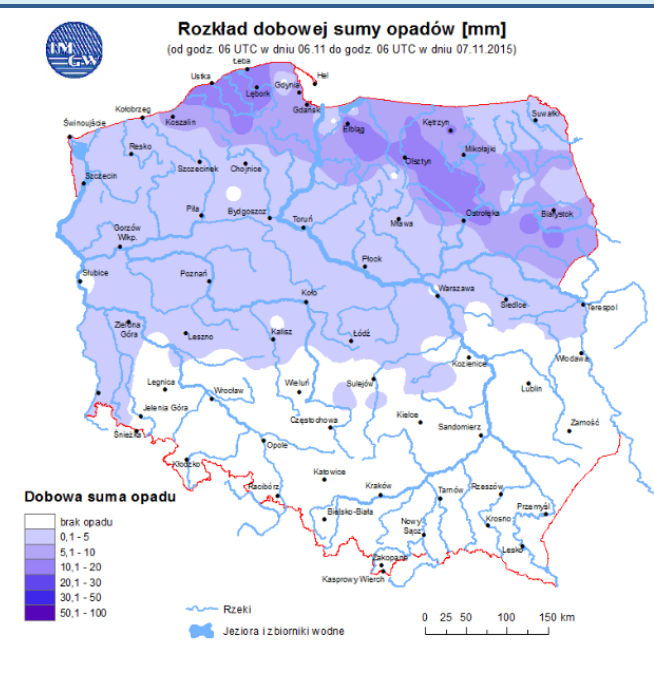 IM
GW
Rozkład dobowej sumy opadów [mm]
(od godz. 06 UTC w dniu 06.11 do godz. 06 UTC w dniu 07.11.2015)
Łeba
Ustka
Hel
Lębork
Gdynia
Gdańsk
Kołobrzeg
Koszalin
Świnoujście
Elbląg
Kętrzyn
Suwałki
Resko
Mikołajki
Olsztyn
Szczecin
Szczecinek
Chojnice
Piła
Bydgoszcz
Toruń
Mława
Ostrołęka
Białystok
Gorzów
Wlkp.
Płock
Słubice
Poznań
Koło
Warszawa
Siedlce
Terespol
Zielona
Góra
Leszno
Kalisz
Łódź
Kozienice
Włodawa
Legnica
Wrocław
Wieluń
Sulejów
Lublin
Jelenia Góra
Częstochowa
Kielce
Sandomierz
Zamość
Śnieżka
Opole
Kłodzko
Katowice
Racibórz
Kraków
Tarnów
Rzeszów
Bielsko-Biała
Przemyśl
Nowy
Sącz
Krosno
Lesko
Zakopane
Kasprowy Wierch
Dobowa suma opadu
brak opadu
0,1 - 5
5,1 - 10
10,1 - 20
20,1 - 30
30,1 - 50
50,1 - 100
Rzeki
Jeziora i zbiorniki wodne
0 25 50 100 150 km